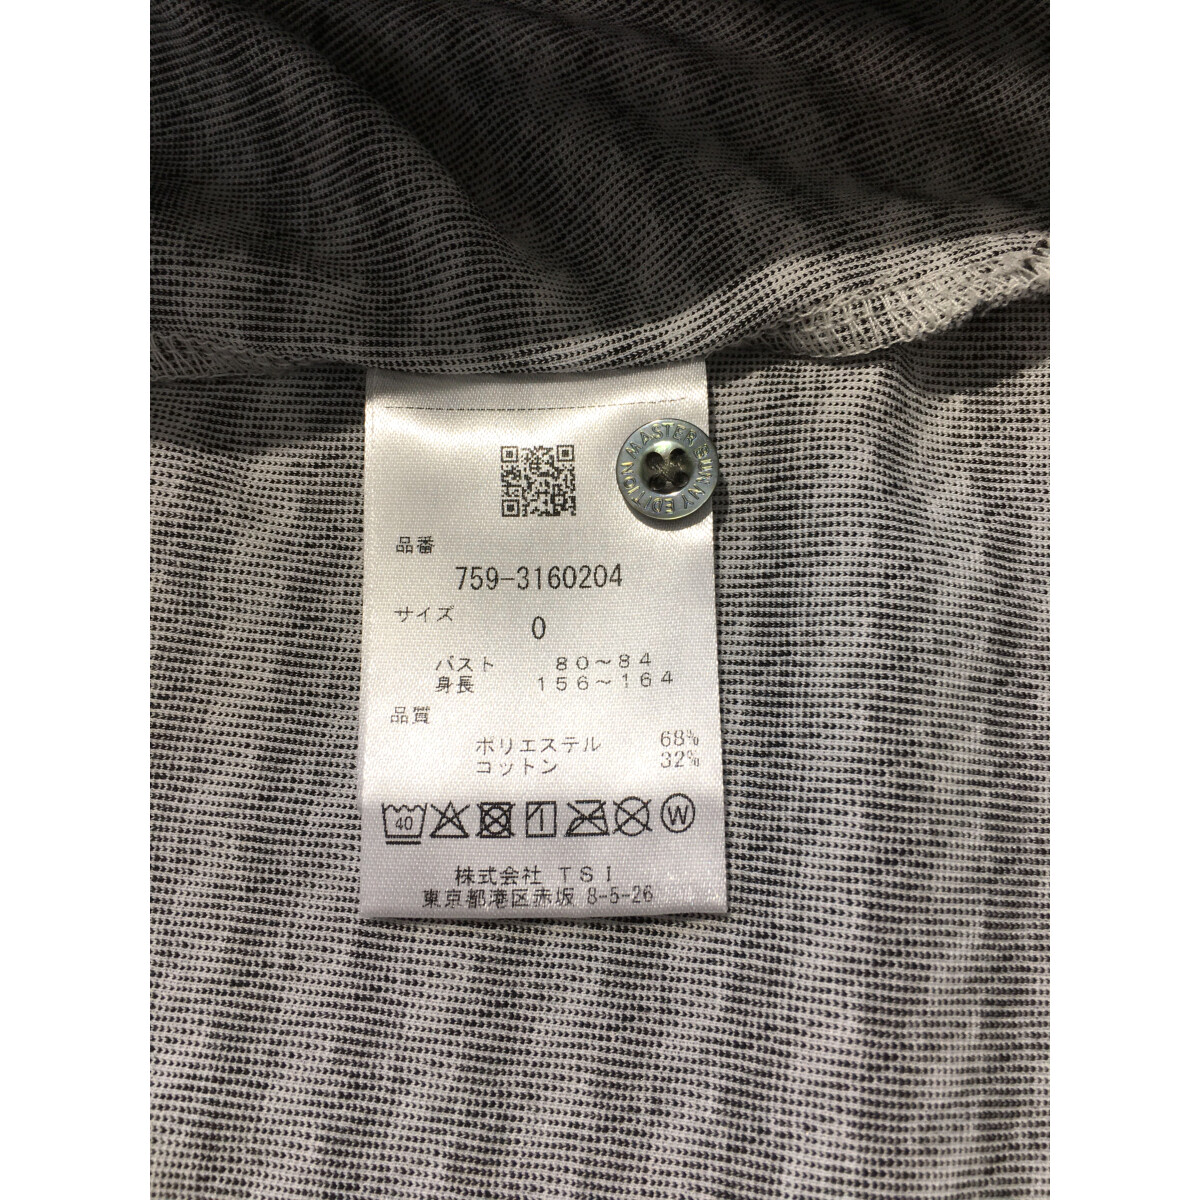 MASTER BUNNY EDITION
品番
759-3160204
サイズ
0
バスト 80～84
身長 156～164
品質
ポリエステル 68%
コットン 32%
40
W
株式会社 TSI
東京都港区赤坂 8-5-26